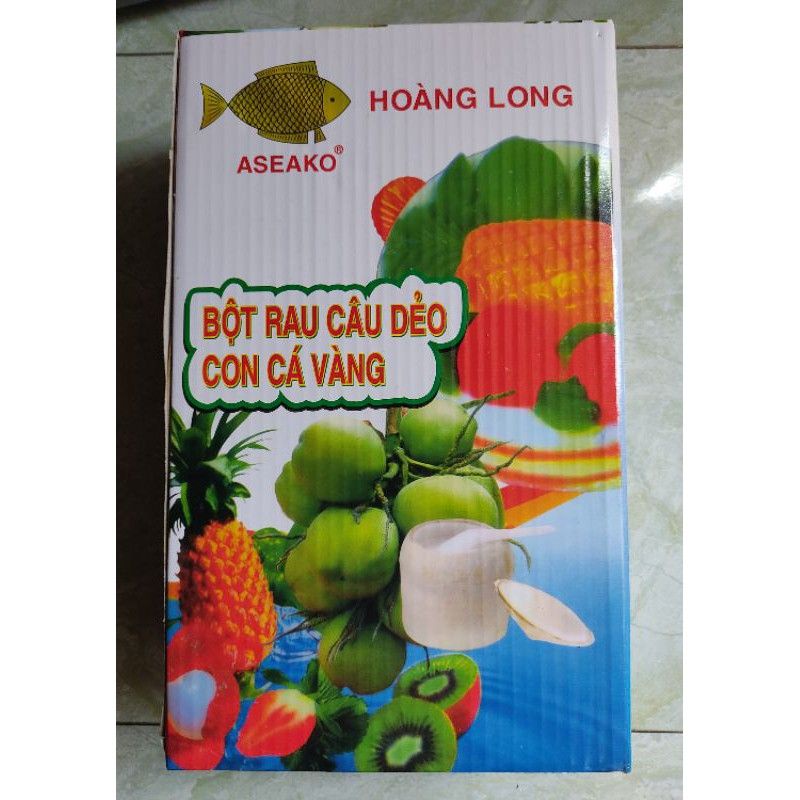 HOÀNG LONG
ASEAKO®
BỘT RAU CÂU DẺO
CON CÁ VÀNG